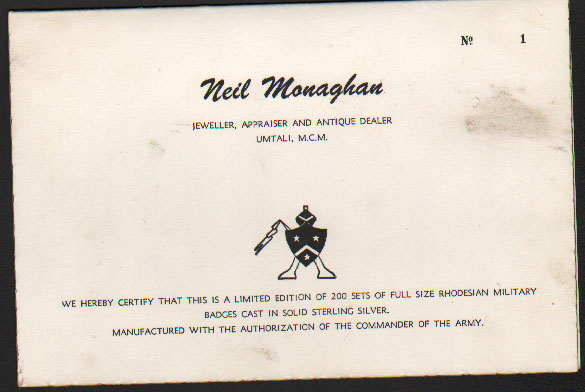 Nº 1
Neil Monaghan
JEWELLER, APPRAISER AND ANTIQUE DEALER
UMTALI, M.C.M.
WE HEREBY CERTIFY THAT THIS IS A LIMITED EDITION OF 200 SETS OF FULL SIZE RHODESIAN MILITARY
BADGES CAST IN SOLID STERLING SILVER.
MANUFACTURED WITH THE AUTHORIZATION OF THE COMMANDER OF THE ARMY.